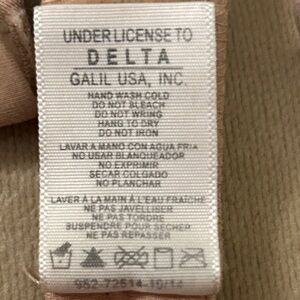 UNDER LICENSE TO
DELTA
GALIL USA, INC.
HAND WASH COLD
DO NOT BLEACH
DO NOT WRING
HANG TO DRY
DO NOT IRON
LAVAR A MANO CON AGUA FRIA
NO USAR BLANQUEADOR
NO EXPRIMIR
SECAR COLGADO
NO PLANCHAR
LAVER À LA MAIN À L'EAU FRAÎCHE
NE PAS JAVELLISER
NE PAS TORDRE
SUSPENDRE POUR SÉCHER
NE PAS REPASSER